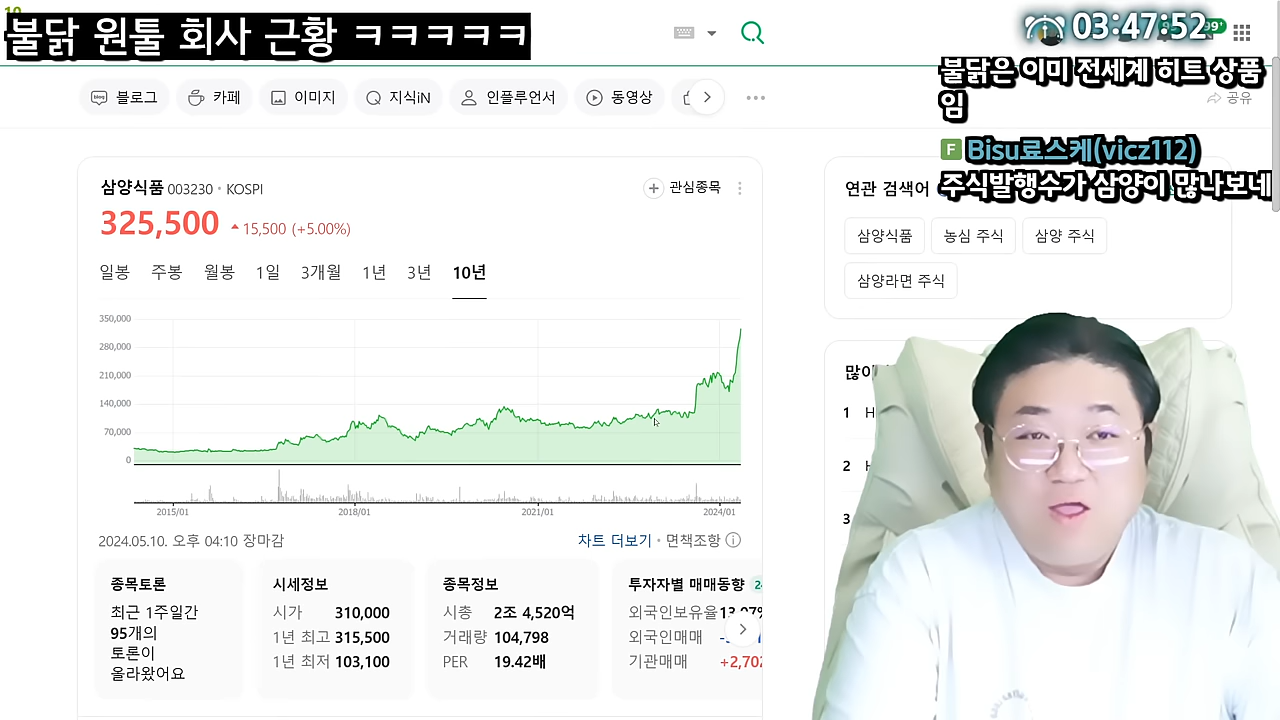 불닭 원툴 회사 근황 ㅋㅋㅋㅋㅋ
03:47:52
99+
불닭은 이미 전세계 히트 상품
임
F Bisu료스케(vicz112)
주식발행수가 삼양이 많나보네
블로그
카페
이미지
지식iN
인플루언서
동영상
공유
삼양식품 003230 · KOSPI
관심종목
325,500 15,500 (+5.00%)
일봉 주봉 월봉 1일 3개월 1년 3년 10년
350,000
280,000
210,000
140,000
70,000
0
2015/01 2018/01 2021/01 2024/01
2024.05.10. 오후 04:10 장마감
차트 더보기 · 면책조항
종목토론
최근 1주일간
95개의
토론이
올라왔어요
시세정보
시가 310,000
1년 최고 315,500
1년 최저 103,100
종목정보
시총 2조 4,520억
거래량 104,798
PER 19.42배
투자자별 매매동향
외국인보유율
외국인매매
기관매매 +2,702
연관 검색어
삼양식품
농심 주식
삼양 주식
삼양라면 주식
많이
1 H
2 H
3